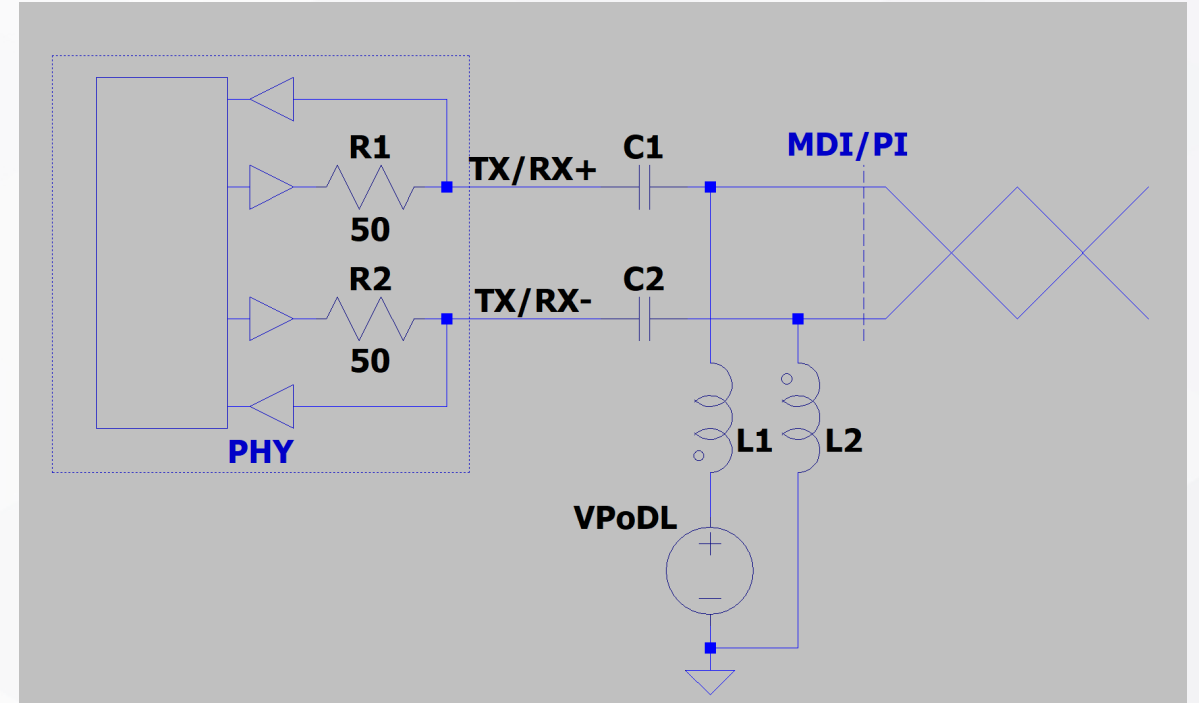 MDI/PI
R1
TX/RX+
C1
50
R2
TX/RX-
C2
50
PHY
L1
L2
VPoDL